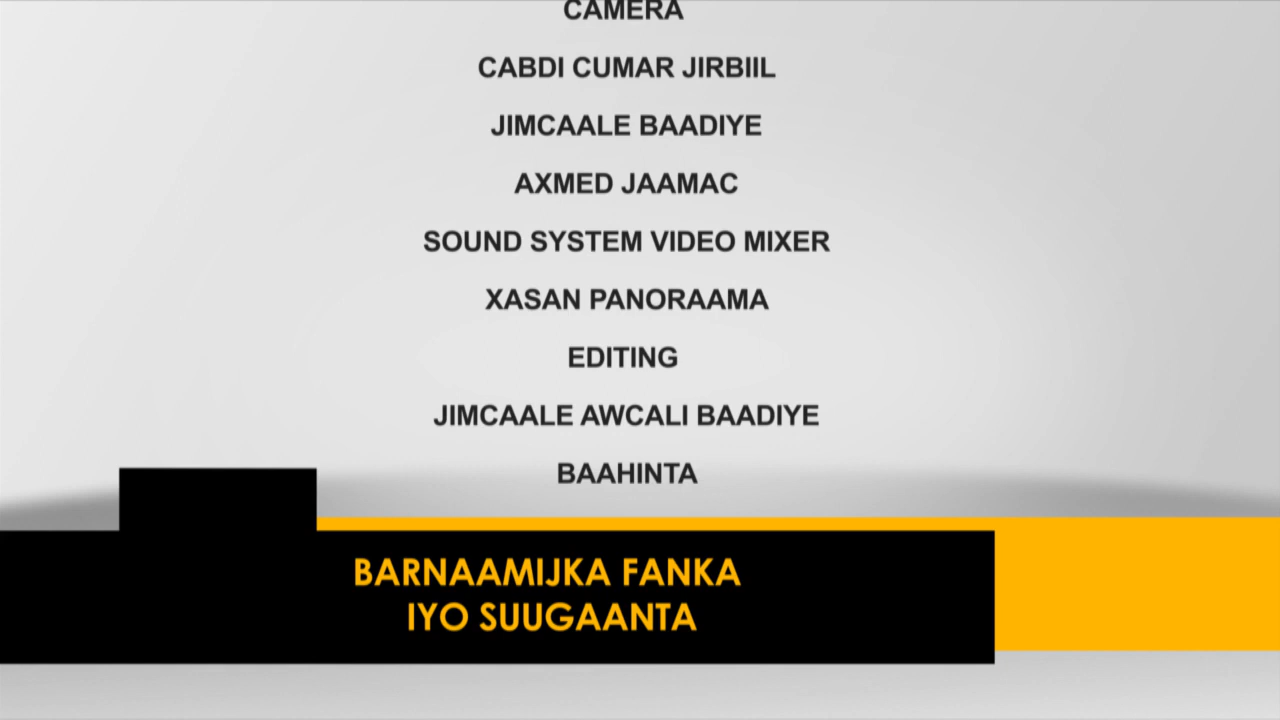 CAMERA
CABDI CUMAR JIRBIIL
JIMCAALE BAADIYE
AXMED JAAMAC
SOUND SYSTEM VIDEO MIXER
XASAN PANORAAMA
EDITING
JIMCAALE AWCALI BAADIYE
BAAHINTA
BARNAAMIJKA FANKA
IYO SUUGAANTA